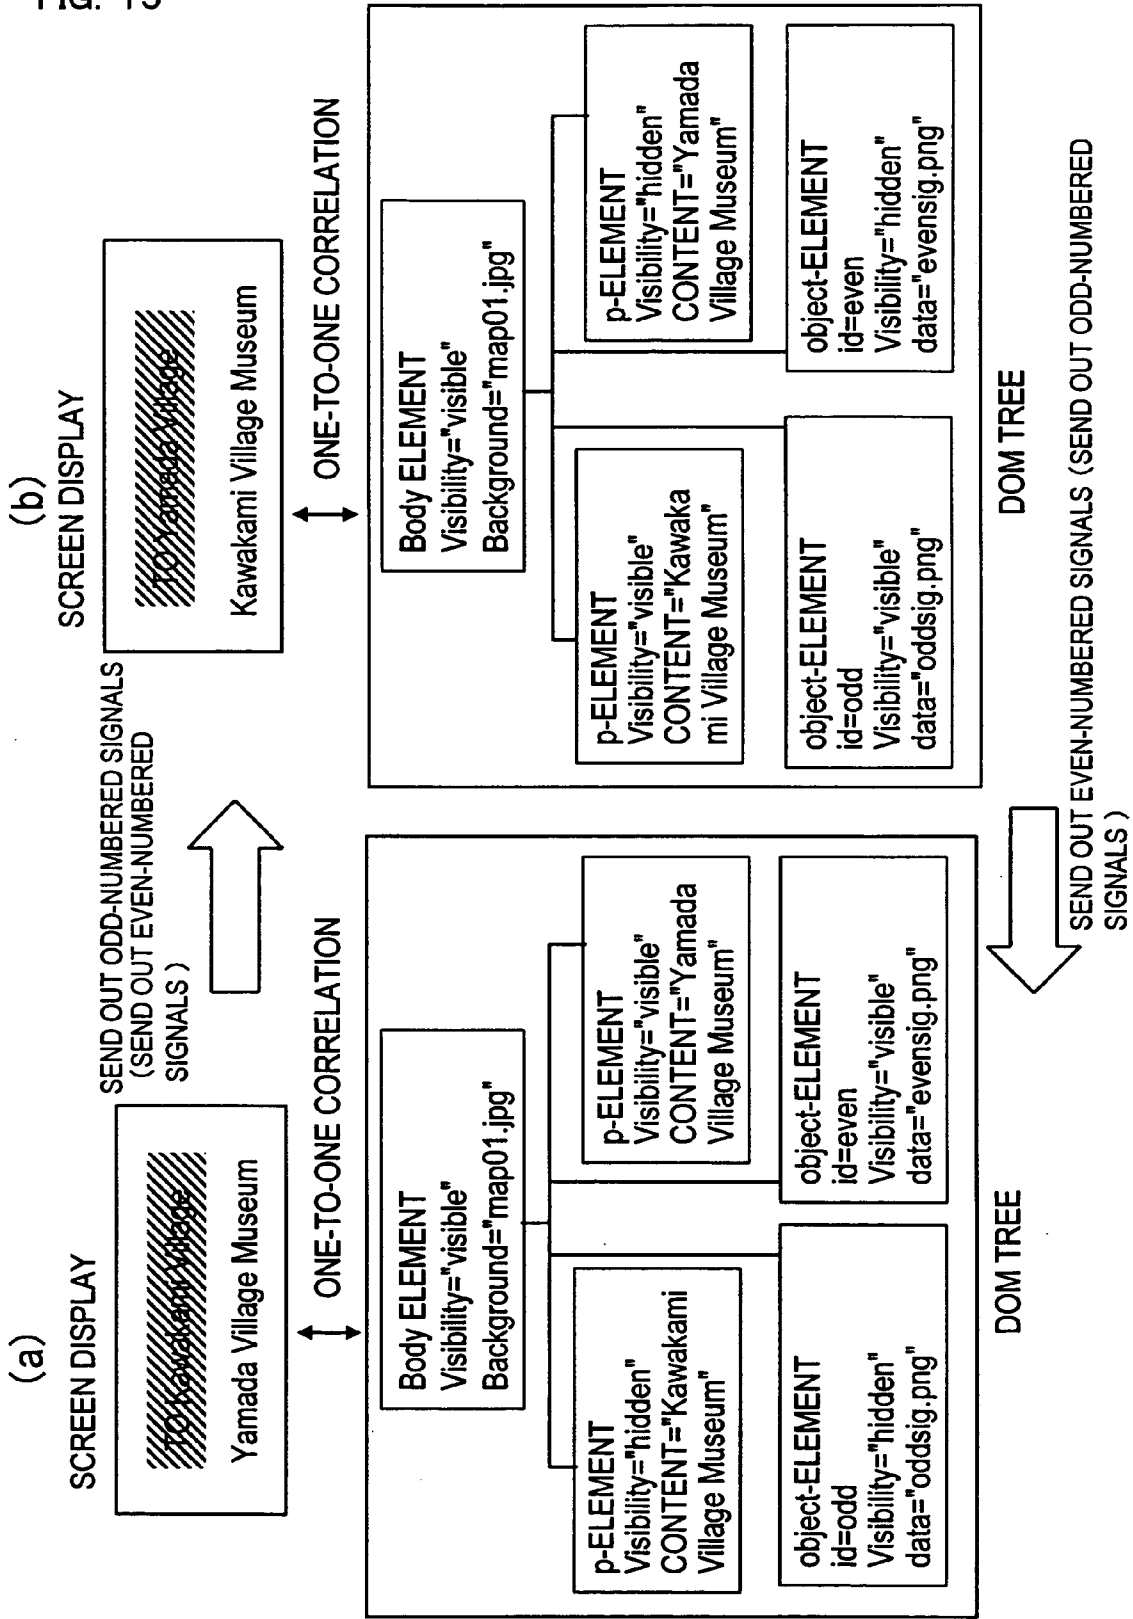 FIG. 13
(a)
SCREEN DISPLAY
TO Kawakami Village
Yamada Village Museum
ONE-TO-ONE CORRELATION
Body ELEMENT
Visibility="visible"
Background="map01.jpg"
p-ELEMENT
Visibility="hidden"
CONTENT="Kawakami
Village Museum"
p-ELEMENT
Visibility="visible"
CONTENT="Yamada
Village Museum"
object-ELEMENT
id=odd
Visibility="hidden"
data="oddsig.png"
object-ELEMENT
id=even
Visibility="visible"
data="evensig.png"
DOM TREE
SEND OUT ODD-NUMBERED SIGNALS
(SEND OUT EVEN-NUMBERED
SIGNALS )
(b)
SCREEN DISPLAY
TO Yamada Village
Kawakami Village Museum
ONE-TO-ONE CORRELATION
Body ELEMENT
Visibility="visible"
Background="map01.jpg"
p-ELEMENT
Visibility="visible"
CONTENT="Kawaka
mi Village Museum"
p-ELEMENT
Visibility="hidden"
CONTENT="Yamada
Village Museum"
object-ELEMENT
id=odd
Visibility="visible"
data="oddsig.png"
object-ELEMENT
id=even
Visibility="hidden"
data="evensig.png"
DOM TREE
SEND OUT EVEN-NUMBERED SIGNALS (SEND OUT ODD-NUMBERED
SIGNALS )